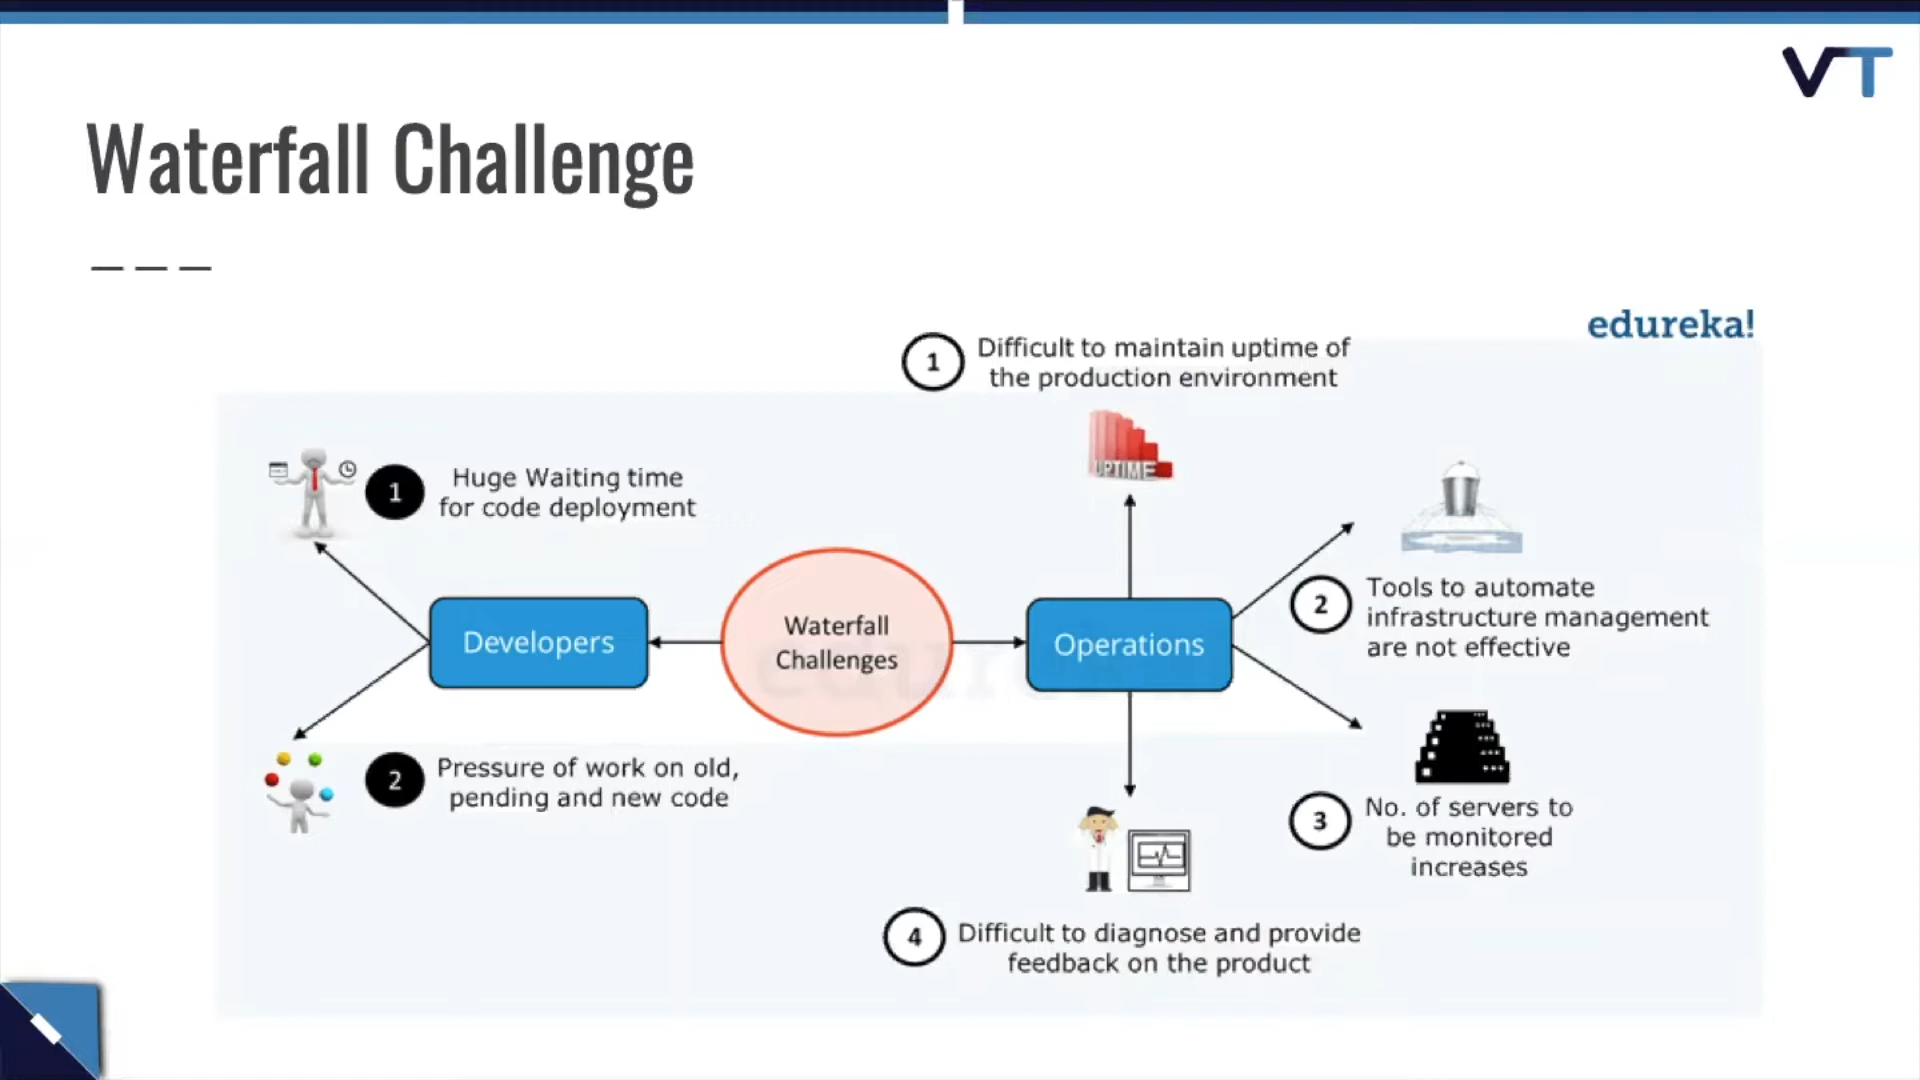 VT
Waterfall Challenge
edureka!
1
Difficult to maintain uptime of
the production environment
UPTIME
1
Huge Waiting time
for code deployment
2
Tools to automate
infrastructure management
are not effective
Developers
Waterfall
Challenges
Operations
edureka
2
Pressure of work on old,
pending and new code
3
No. of servers to
be monitored
increases
4
Difficult to diagnose and provide
feedback on the product